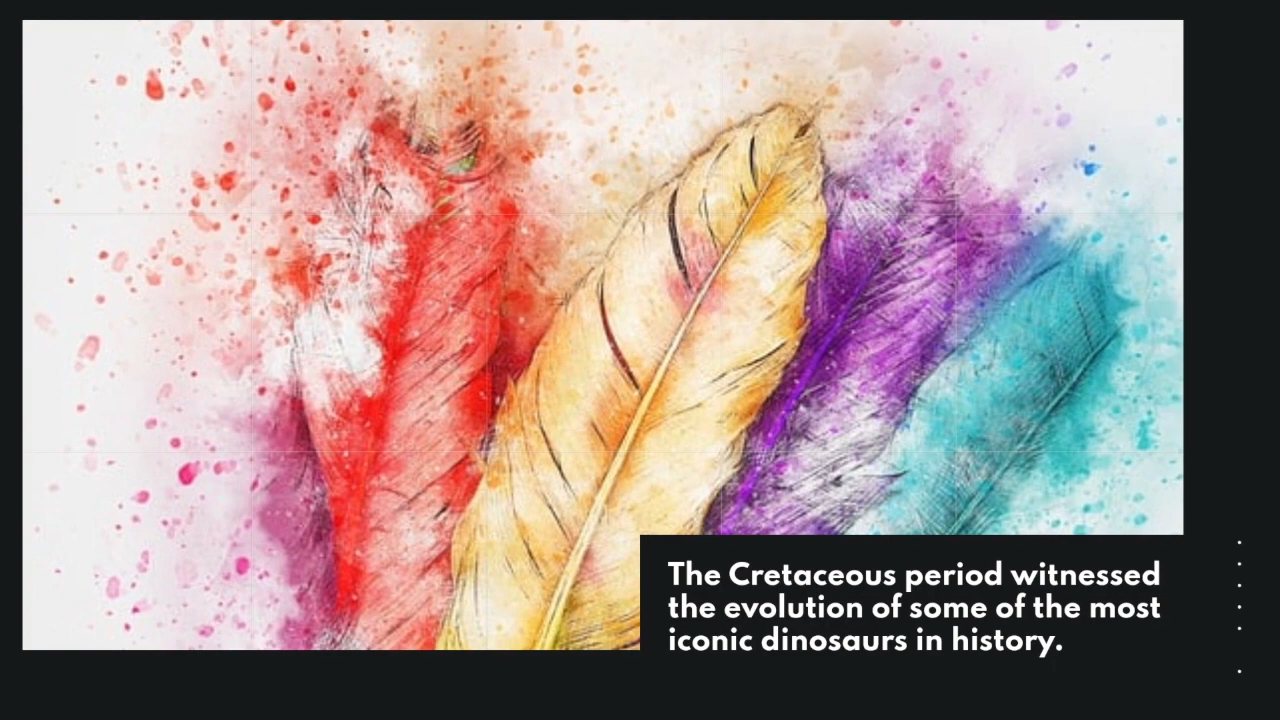 The Cretaceous period witnessed
the evolution of some of the most
iconic dinosaurs in history.